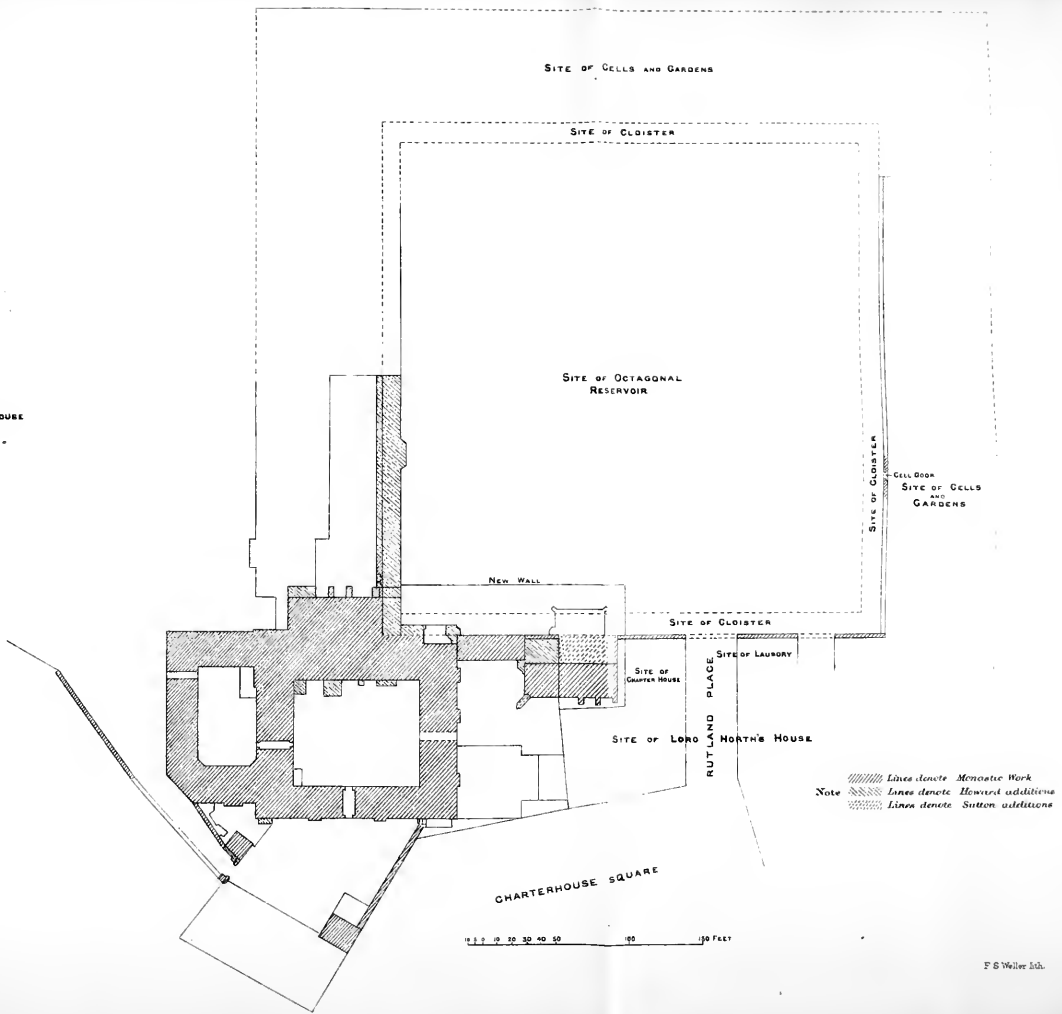 SITE OF CELLS AND GARDENS
SITE OF CLOISTER
SITE OF OCTAGONAL
RESERVOIR
OUSE
SITE OF CLOISTER
CELL DOOR
SITE OF CELLS
AND
GARDENS
NEW WALL
SITE OF CLOISTER
SITE OF LAUNDRY
SITE OF
CHAPTER HOUSE
RUTLAND PLACE
SITE OF LORD NORTH'S HOUSE
Note
Lines denote Monastic Work
Lines denote Howard additions
Lines denote Sutton additions
CHARTERHOUSE SQUARE
10 5 0 10 20 30 40 50 100 150 FEET
F S Weller lith.